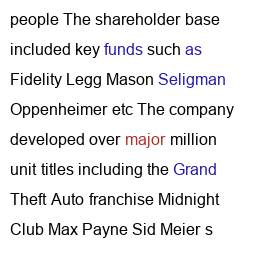 people The shareholder base
included key funds such as
Fidelity Legg Mason Seligman
Oppenheimer etc The company
developed over major million
unit titles including the Grand
Theft Auto franchise Midnight
Club Max Payne Sid Meier s